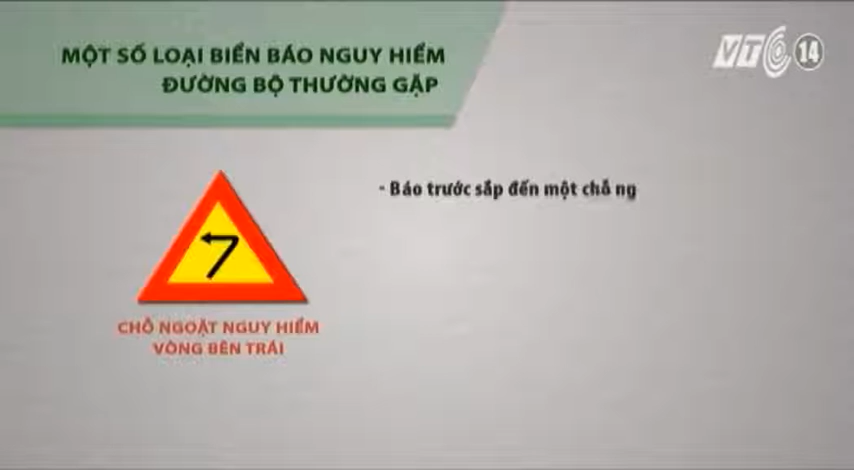 MỘT SỐ LOẠI BIỂN BÁO NGUY HIỂM
ĐƯỜNG BỘ THƯỜNG GẶP
VTC 14
- Báo trước sắp đến một chỗ ng
CHỖ NGOẶT NGUY HIỂM
VÒNG BÊN TRÁI